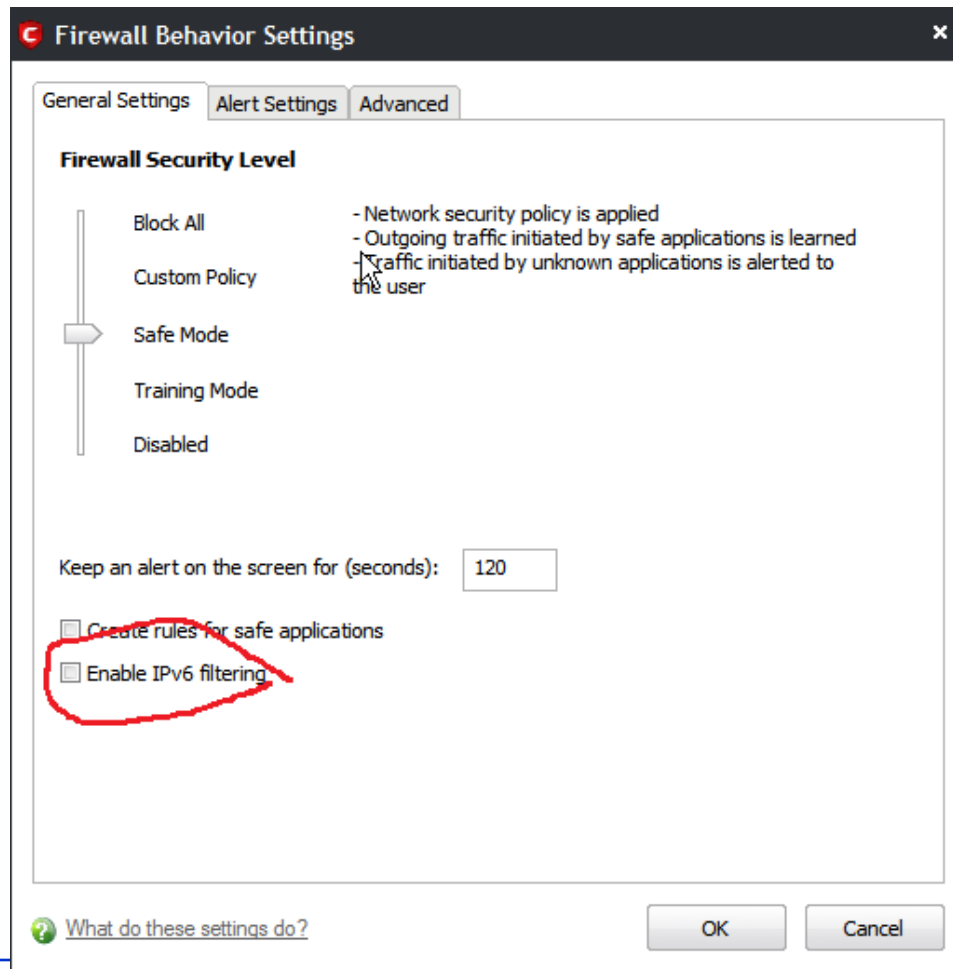 Firewall Behavior Settings
General Settings Alert Settings Advanced
Firewall Security Level
Block All
Custom Policy
Safe Mode
Training Mode
Disabled
- Network security policy is applied
- Outgoing traffic initiated by safe applications is learned
- Traffic initiated by unknown applications is alerted to
the user
Keep an alert on the screen for (seconds): 120
Create rules for safe applications
Enable IPv6 filtering
What do these settings do?
OK Cancel